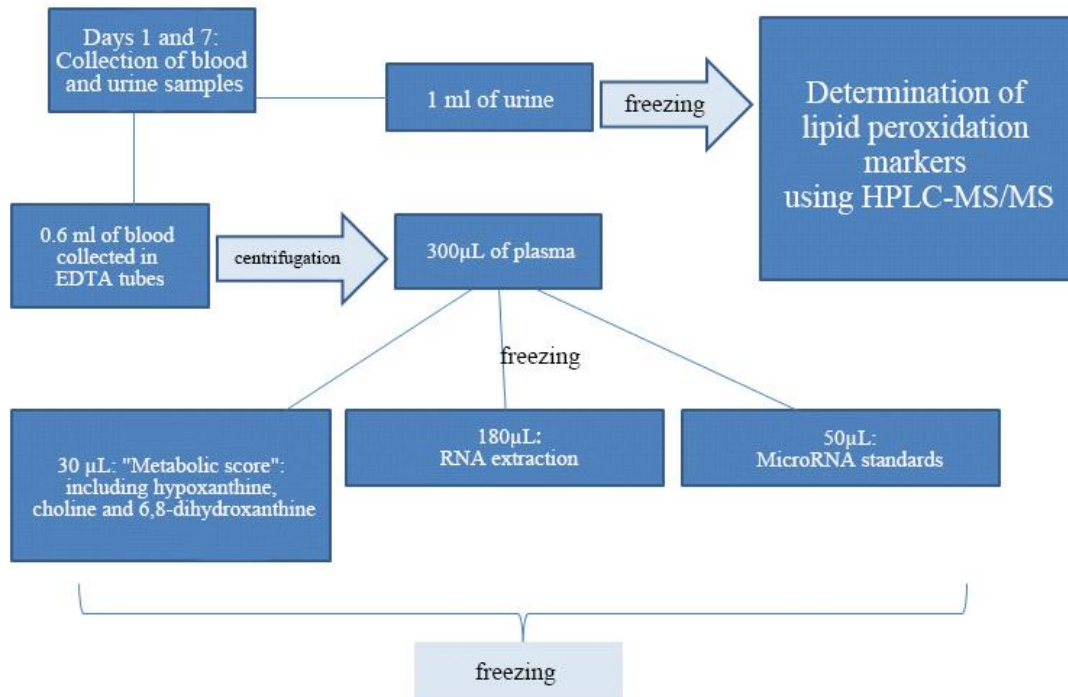 Days 1 and 7:
Collection of blood
and urine samples
1 ml of urine
freezing
Determination of
lipid peroxidation
markers
using HPLC-MS/MS
0.6 ml of blood
collected in
EDTA tubes
centrifugation
300µL of plasma
freezing
30 µL: "Metabolic score":
including hypoxanthine,
choline and 6,8-dihydroxanthine
180µL:
RNA extraction
50µL:
MicroRNA standards
freezing